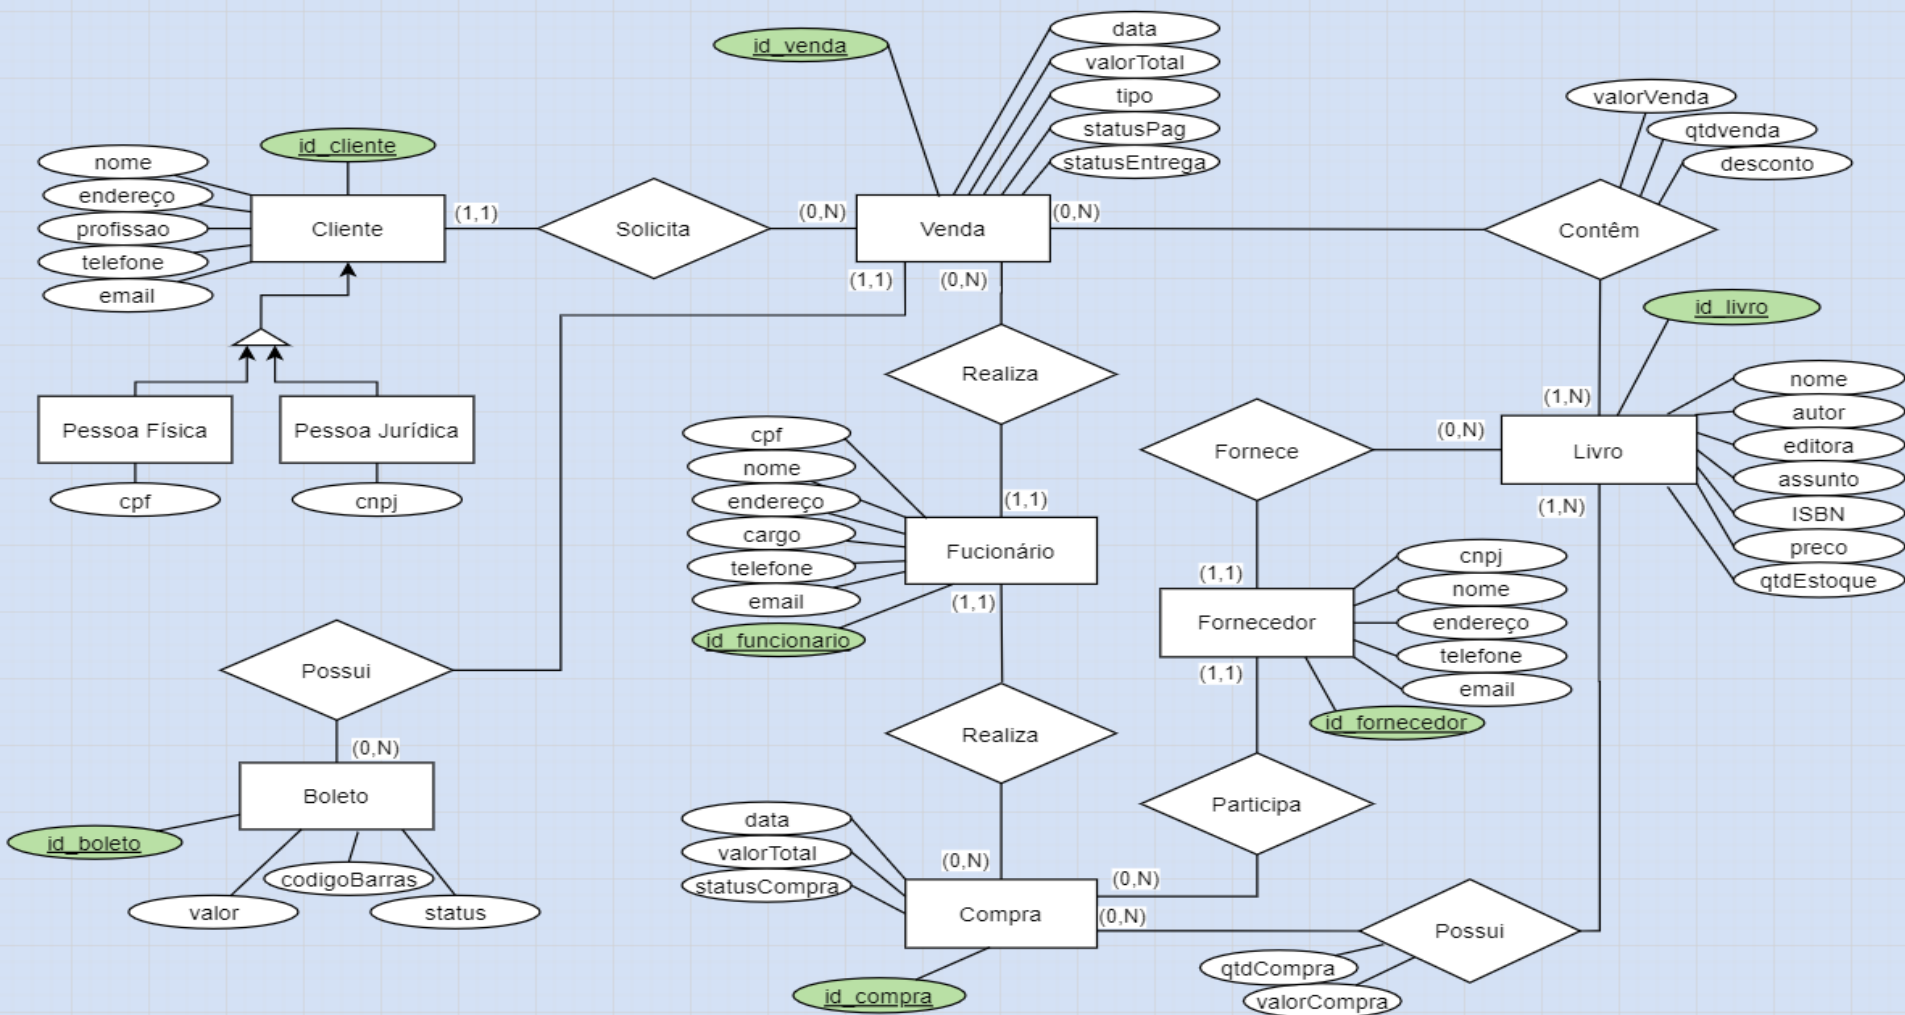 data
id_venda
valorTotal
tipo
valorVenda
statusPag
qtdvenda
id_cliente
nome
statusEntrega
desconto
endereço
(1,1)
(0,N)
(0,N)
profissao
Cliente
Solicita
Venda
Contêm
telefone
(1,1)
(0,N)
email
id_livro
Realiza
nome
(1,N)
autor
Pessoa Física
Pessoa Jurídica
cpf
(0,N)
editora
Fornece
Livro
nome
assunto
cpf
cnpj
endereço
(1,1)
(1,N)
ISBN
cargo
Fucionário
cnpj
preco
telefone
(1,1)
nome
qtdEstoque
email
(1,1)
Fornecedor
endereço
id_funcionario
telefone
Possui
(1,1)
email
id_fornecedor
Realiza
(0,N)
Boleto
Participa
data
id_boleto
valorTotal
(0,N)
codigoBarras
statusCompra
(0,N)
valor
status
Compra
(0,N)
Possui
qtdCompra
id_compra
valorCompra